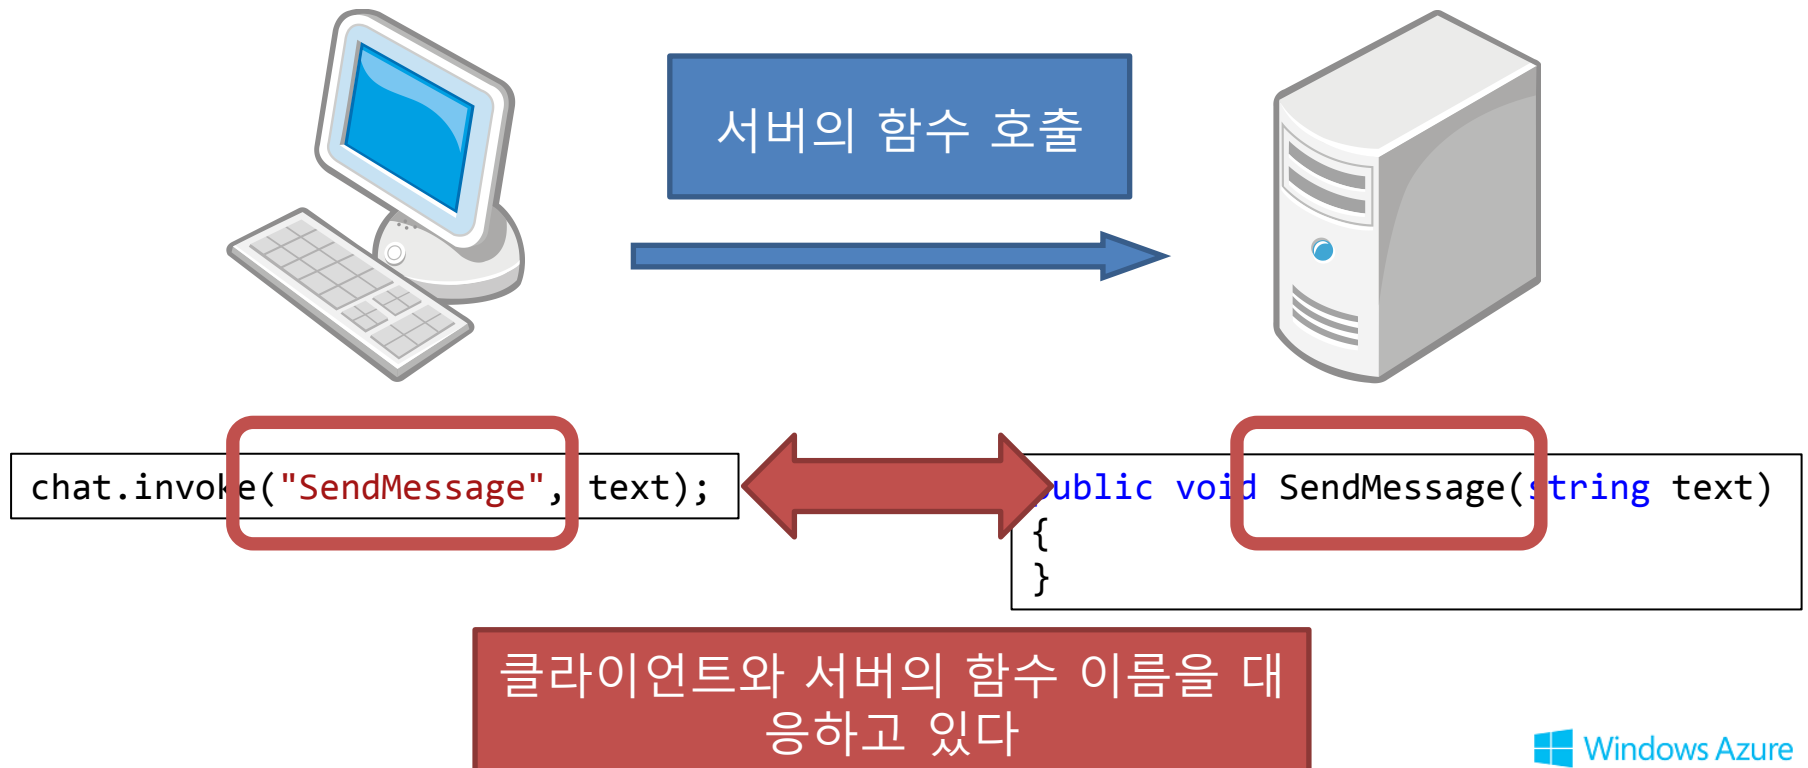 서버의 함수 호출
chat.invoke("SendMessage", text);
public void SendMessage(string text)
{
}
클라이언트와 서버의 함수 이름을 대
응하고 있다
Windows Azure